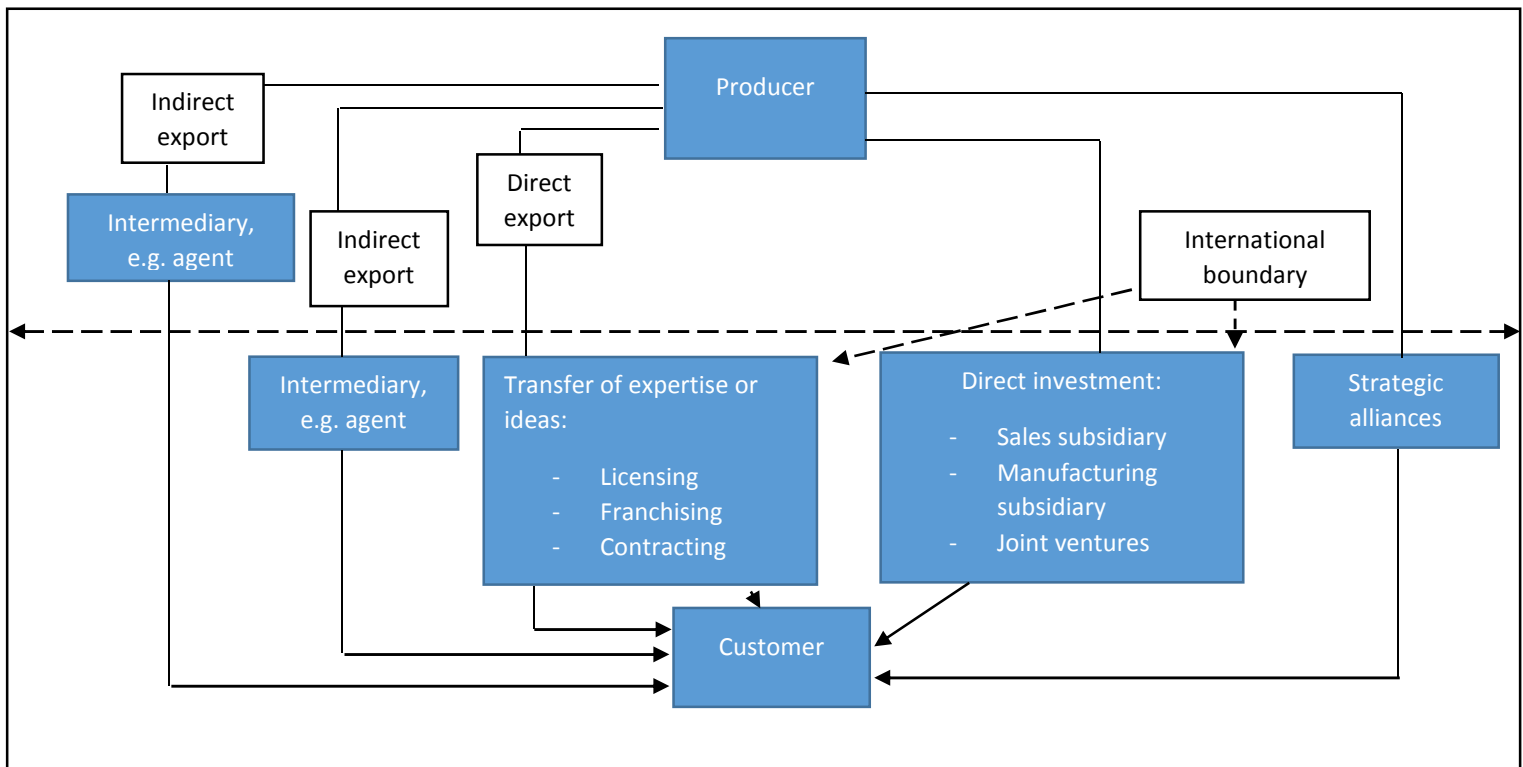 Producer
Indirect
export
Direct
export
Intermediary,
e.g. agent
Indirect
export
International
boundary
Intermediary,
e.g. agent
Transfer of expertise or
ideas:
- Licensing
- Franchising
- Contracting
Direct investment:
- Sales subsidiary
- Manufacturing
subsidiary
- Joint ventures
Strategic
alliances
Customer